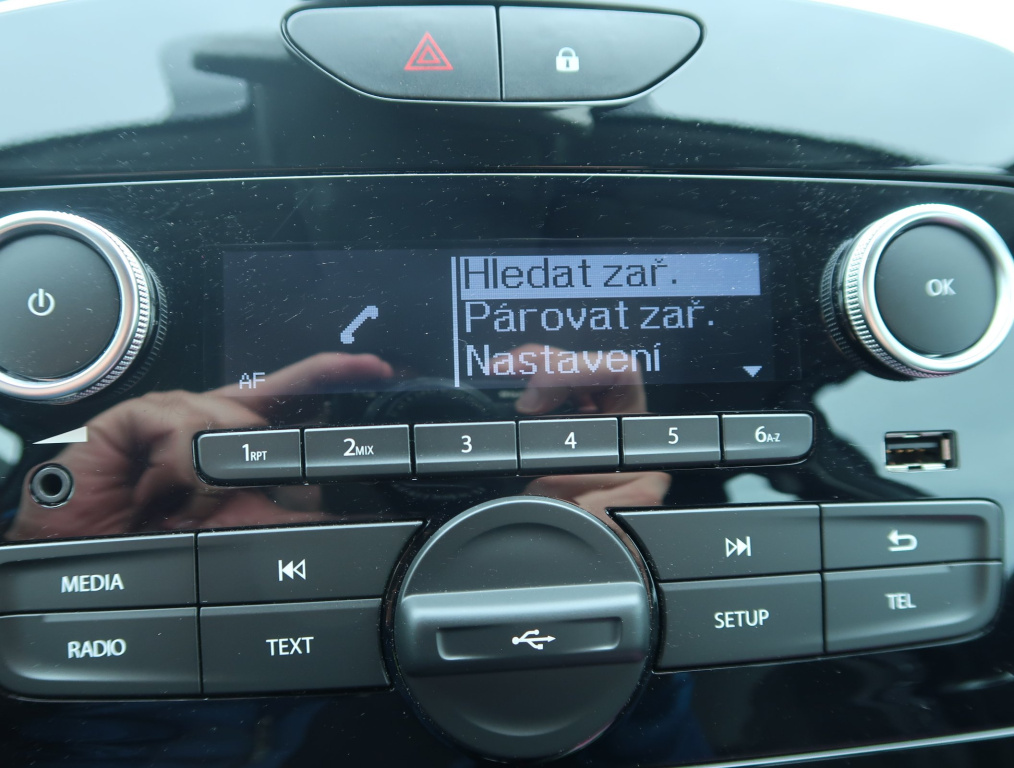 Hledat zař.
Párovat zař.
Nastavení
AF
OK
1RPT
2MIX
3
4
5
6A-Z
MEDIA
RADIO
TEXT
SETUP
TEL